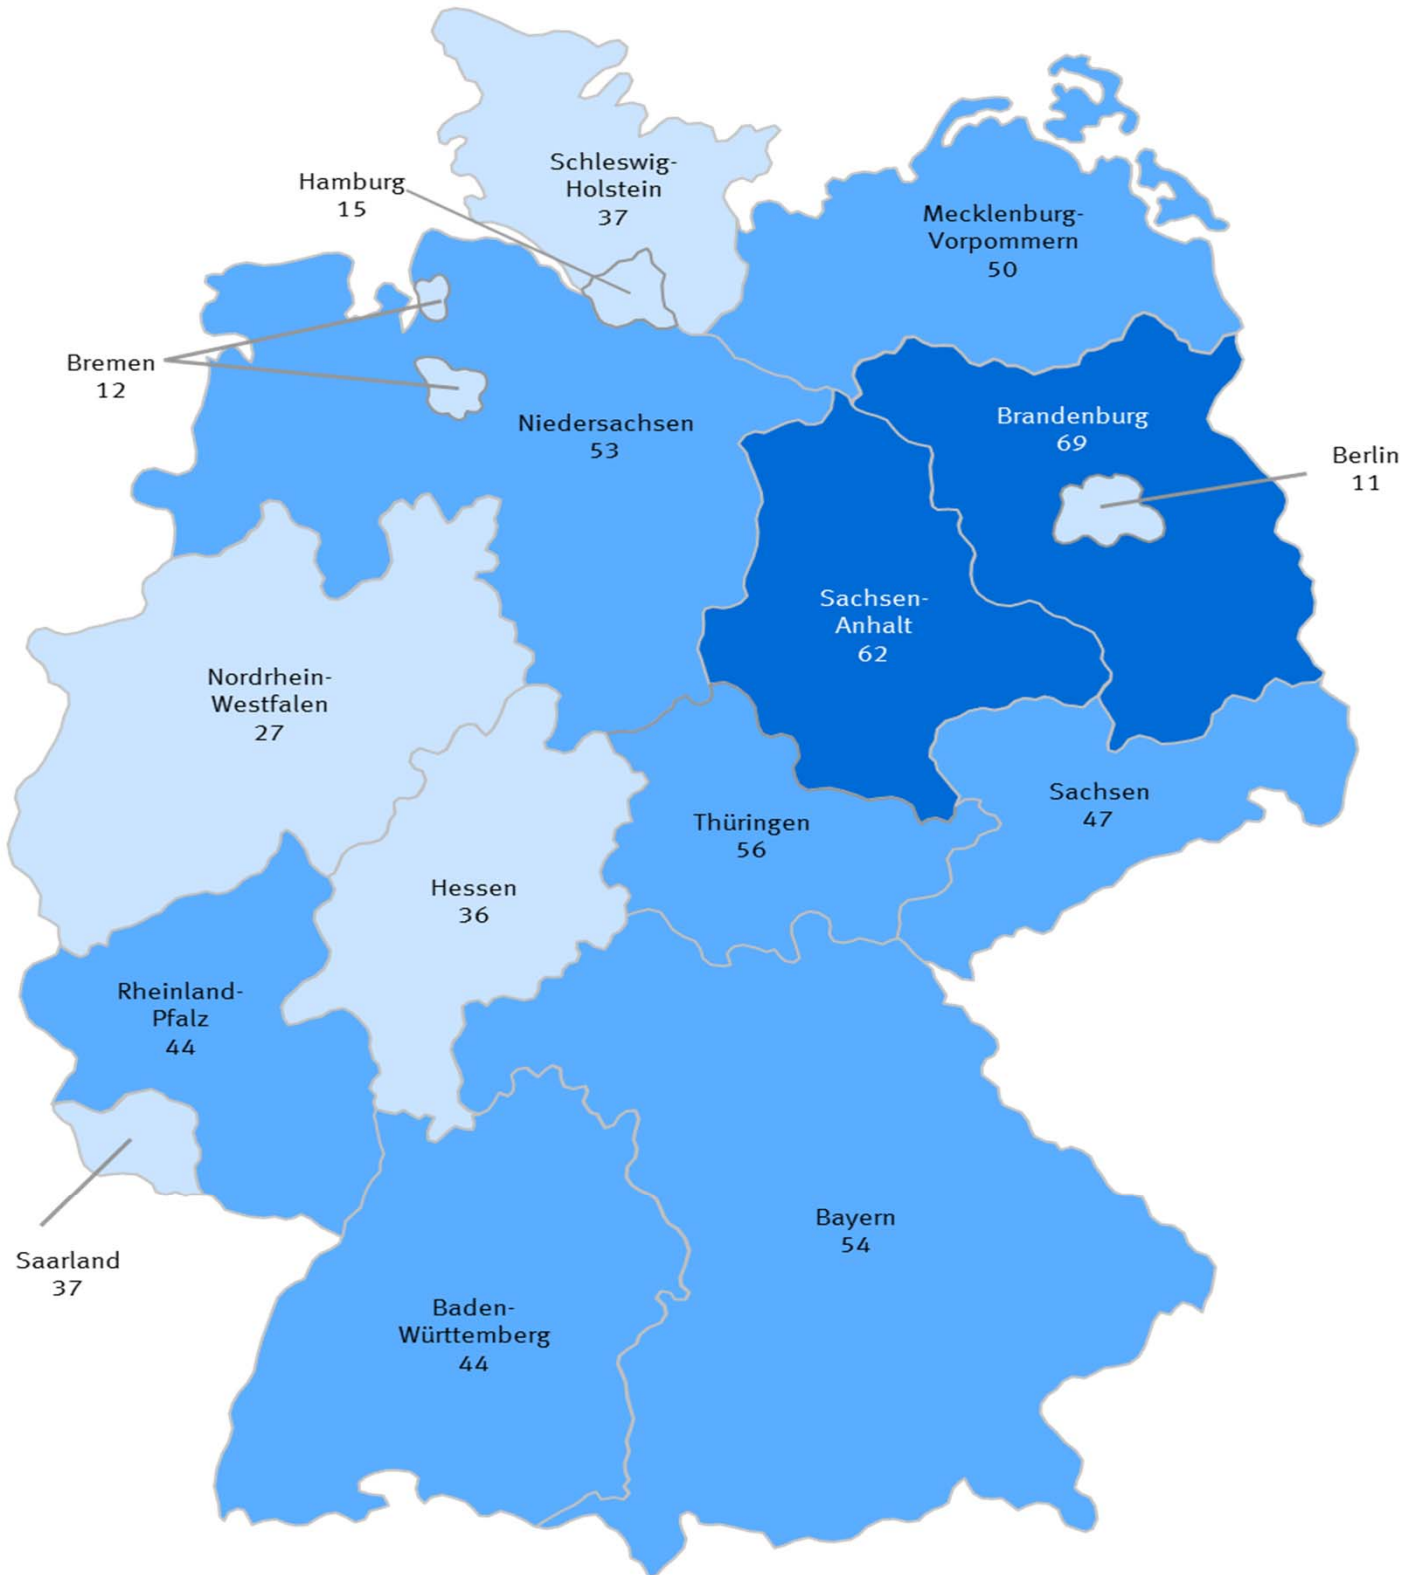 Schleswig-
Holstein
37
Hamburg
15
Mecklenburg-
Vorpommern
50
Bremen
12
Niedersachsen
53
Brandenburg
69
Berlin
11
Sachsen-
Anhalt
62
Nordrhein-
Westfalen
27
Sachsen
47
Thüringen
56
Hessen
36
Rheinland-
Pfalz
44
Saarland
37
Bayern
54
Baden-
Württemberg
44